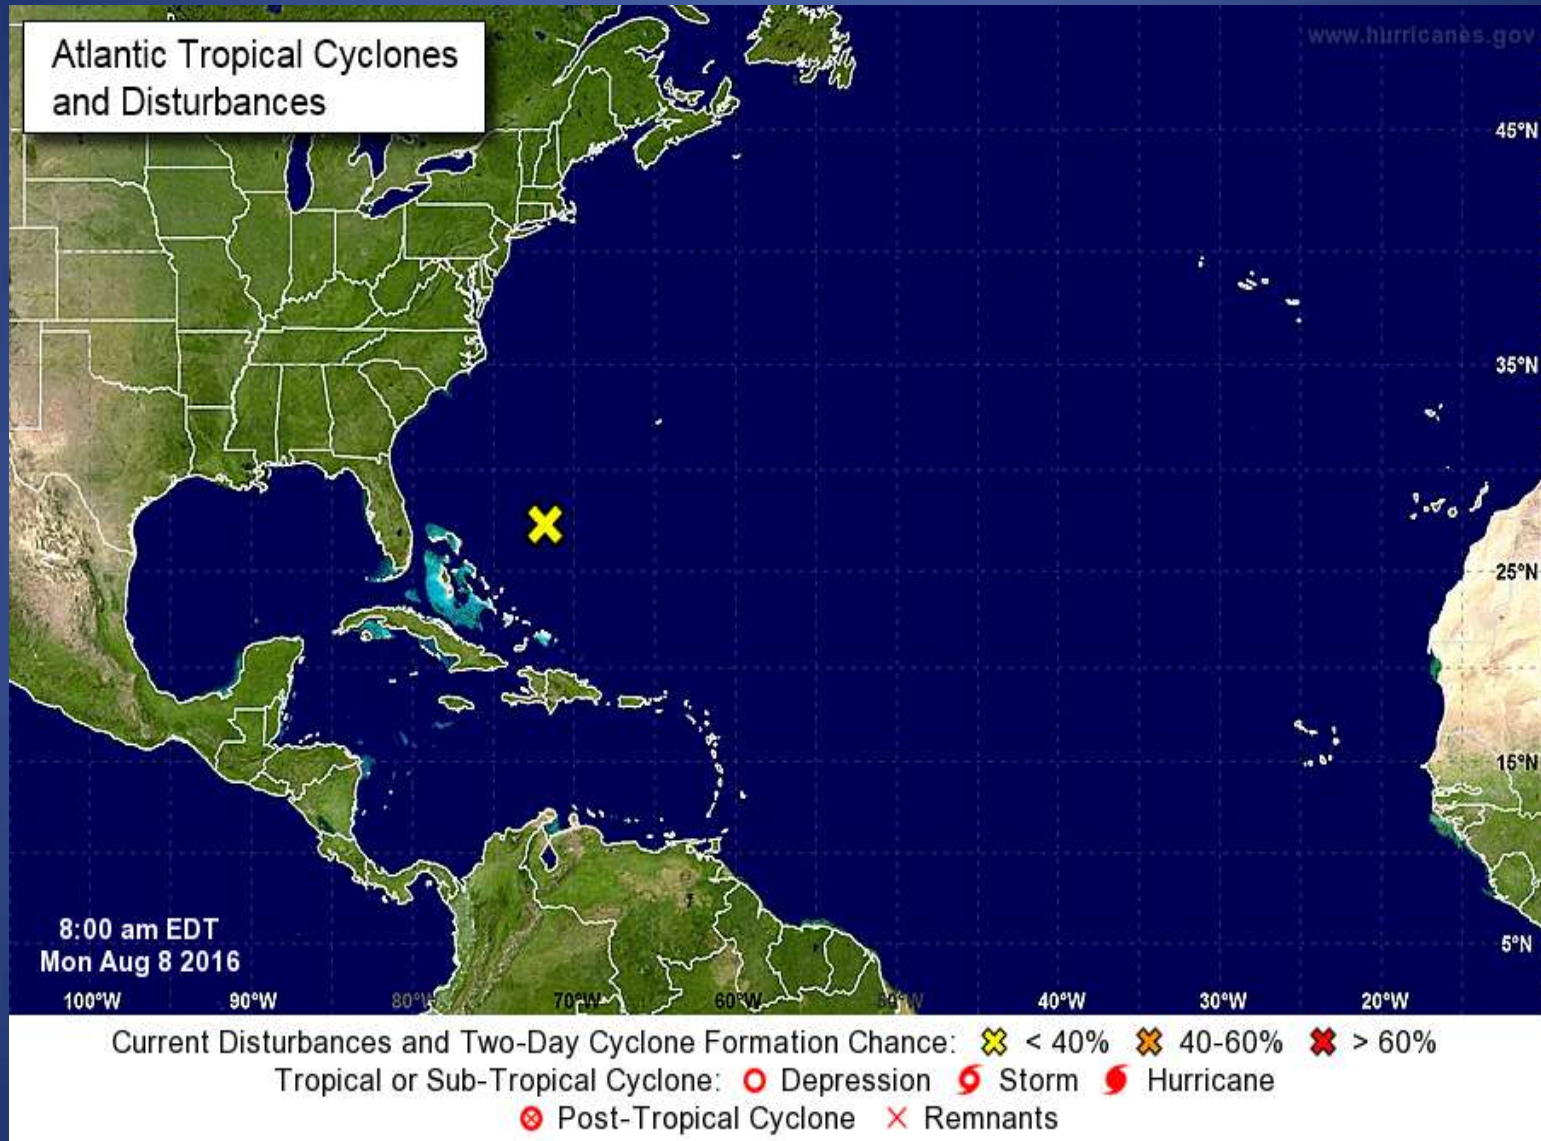 Atlantic Tropical Cyclones
and Disturbances
www.hurricanes.gov
45°N
35°N
25°N
15°N
5°N
8:00 am EDT
Mon Aug 8 2016
100°W 90°W 80°W 70°W 60°W 50°W 40°W 30°W 20°W
Current Disturbances and Two-Day Cyclone Formation Chance: < 40% 40-60% > 60%
Tropical or Sub-Tropical Cyclone: Depression Storm Hurricane
Post-Tropical Cyclone Remnants